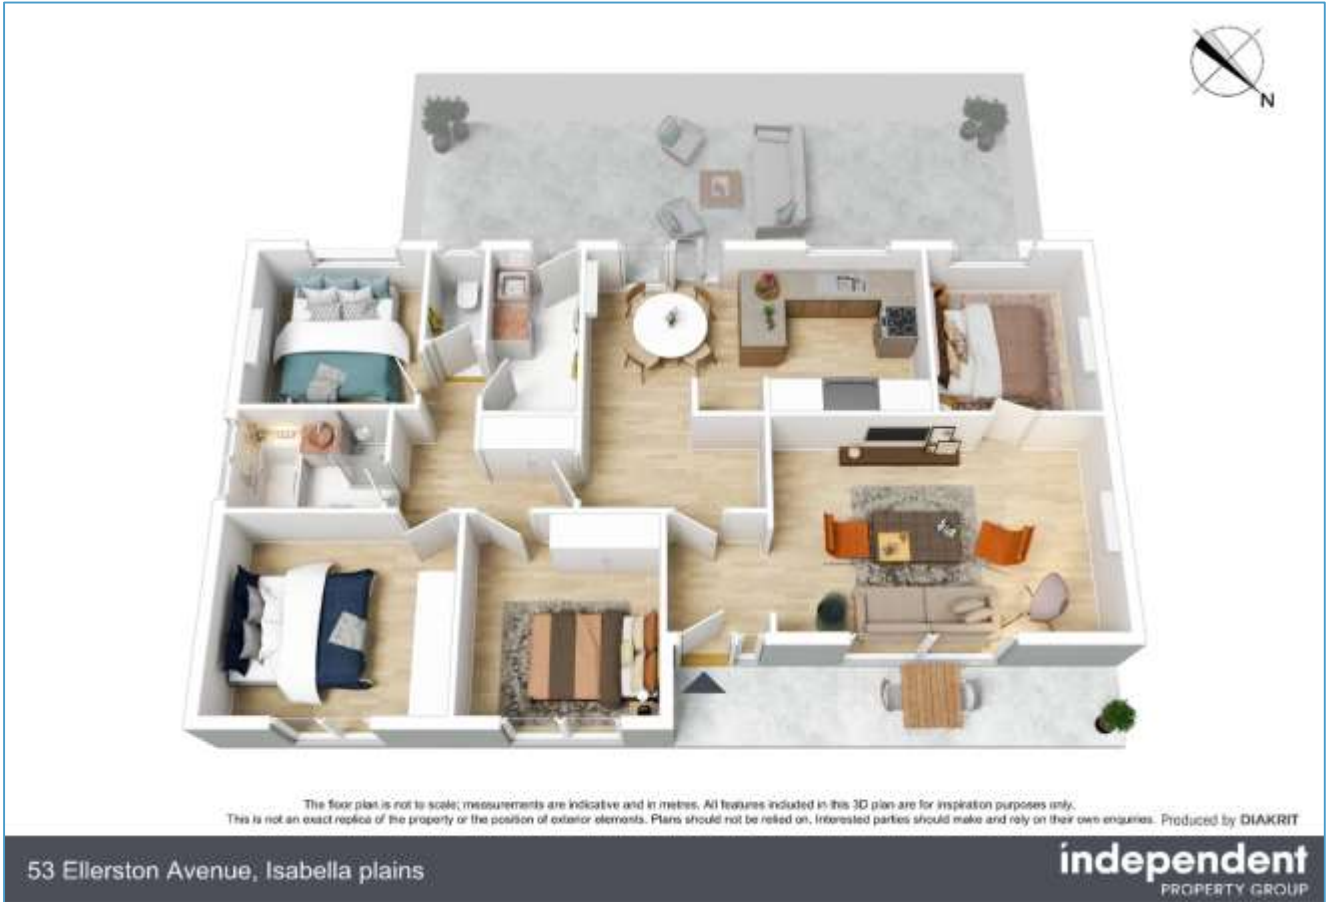 N
The floor plan is not to scale; measurements are indicative and in metres. All features included in this 3D plan are for inspiration purposes only.
This is not an exact replica of the property or the position of exterior elements. Plans should not be relied on. Interested parties should make and rely on their own enquiries. Produced by DIAKRIT
53 Ellerston Avenue, Isabella plains
independent
PROPERTY GROUP